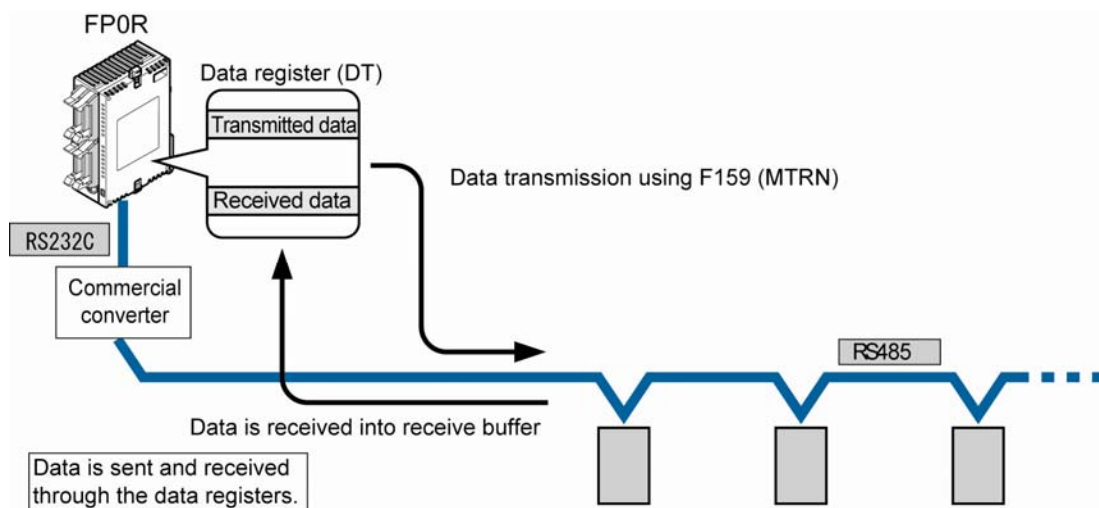 FP0R
Data register (DT)
Transmitted data
Received data
Data transmission using F159 (MTRN)
RS232C
Commercial
converter
RS485
Data is received into receive buffer
Data is sent and received
through the data registers.